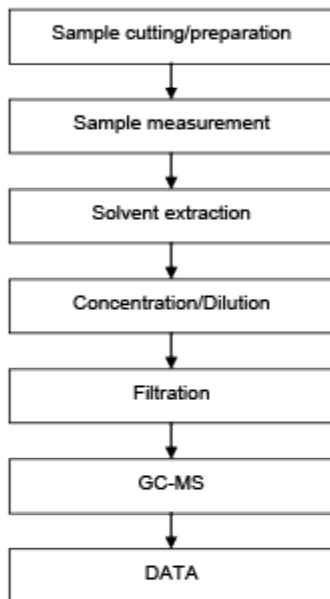 Sample cutting/preparation
Sample measurement
Solvent extraction
Concentration/Dilution
Filtration
GC-MS
DATA